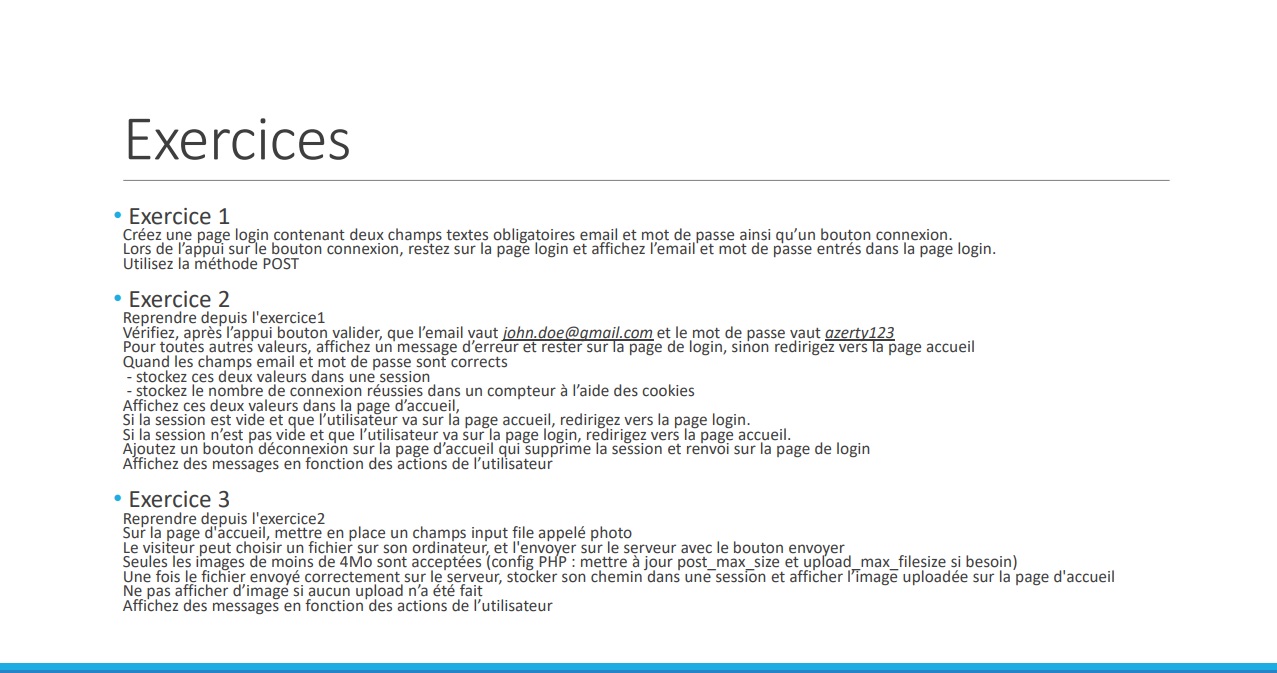 Exercices
• Exercice 1
Créez une page login contenant deux champs textes obligatoires email et mot de passe ainsi qu’un bouton connexion.
Lors de l’appui sur le bouton connexion, restez sur la page login et affichez l’email et mot de passe entrés dans la page login.
Utilisez la méthode POST
• Exercice 2
Reprendre depuis l'exercice1
Vérifiez, après l’appui bouton valider, que l’email vaut john.doe@gmail.com et le mot de passe vaut azerty123
Pour toutes autres valeurs, affichez un message d’erreur et rester sur la page de login, sinon redirigez vers la page accueil
Quand les champs email et mot de passe sont corrects
- stockez ces deux valeurs dans une session
- stockez le nombre de connexion réussies dans un compteur à l’aide des cookies
Affichez ces deux valeurs dans la page d’accueil,
Si la session est vide et que l’utilisateur va sur la page accueil, redirigez vers la page login.
Si la session n’est pas vide et que l’utilisateur va sur la page login, redirigez vers la page accueil.
Ajoutez un bouton déconnexion sur la page d’accueil qui supprime la session et renvoi sur la page de login
Affichez des messages en fonction des actions de l’utilisateur
• Exercice 3
Reprendre depuis l'exercice2
Sur la page d'accueil, mettre en place un champs input file appelé photo
Le visiteur peut choisir un fichier sur son ordinateur, et l'envoyer sur le serveur avec le bouton envoyer
Seules les images de moins de 4Mo sont acceptées (config PHP : mettre à jour post_max_size et upload_max_filesize si besoin)
Une fois le fichier envoyé correctement sur le serveur, stocker son chemin dans une session et afficher l’image uploadée sur la page d'accueil
Ne pas afficher d’image si aucun upload n’a été fait
Affichez des messages en fonction des actions de l’utilisateur